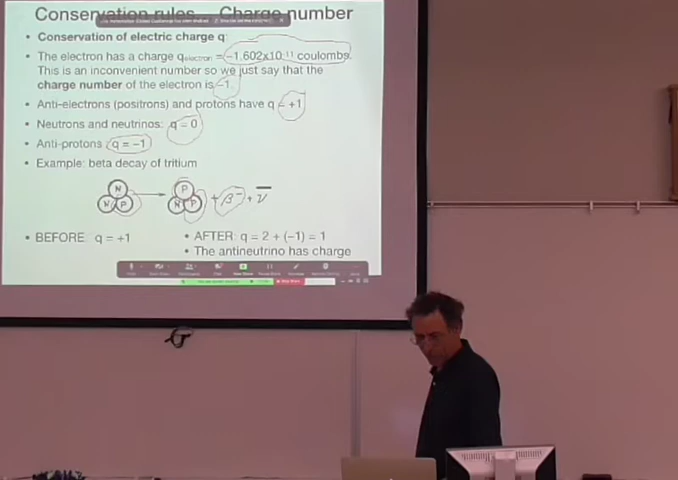 Conservation rules – Charge number
• Conservation of electric charge q:
• The electron has a charge qelectron = −1.602x10⁻¹¹ coulombs.
This is an inconvenient number so we just say that the
charge number of the electron is −1.
• Anti-electrons (positrons) and protons have q = +1
• Neutrons and neutrinos: q = 0
• Anti-protons q = −1
• Example: beta decay of tritium
N P
N P N P + β⁻ + ν
• BEFORE: q = +1
• AFTER: q = 2 + (−1) = 1
• The antineutrino has charge